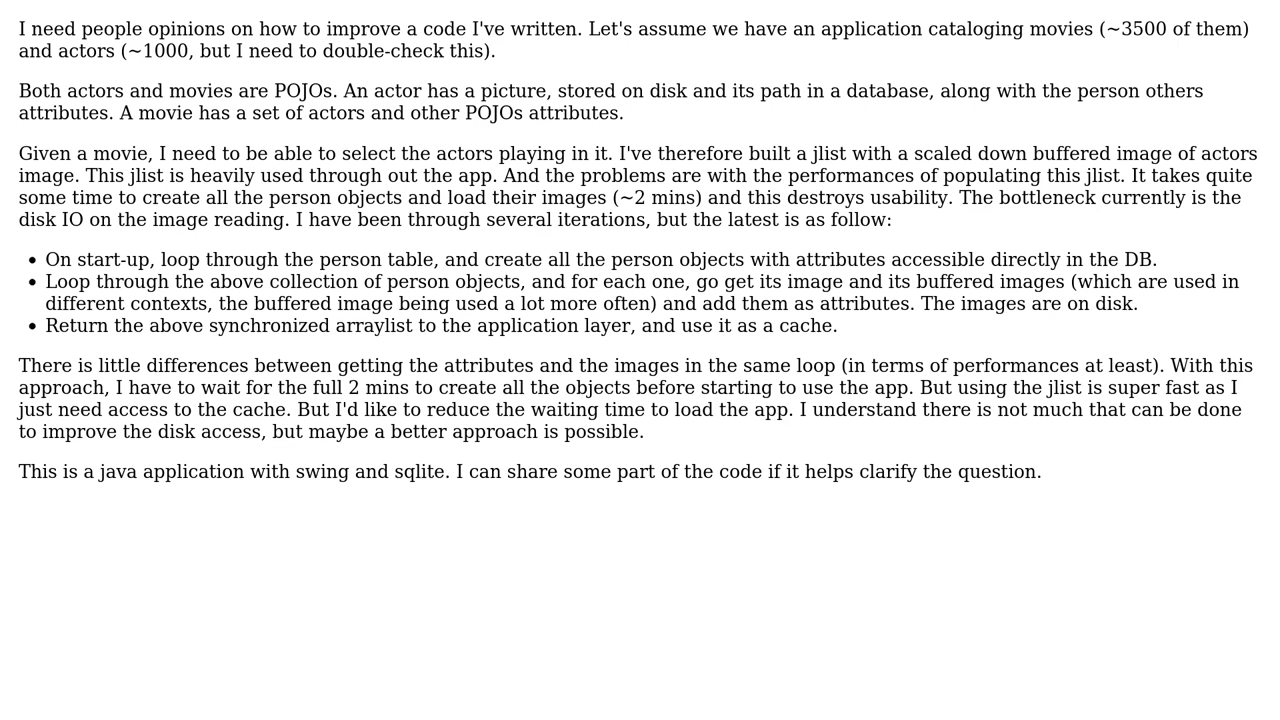 I need people opinions on how to improve a code I've written. Let's assume we have an application cataloging movies (~3500 of them)
and actors (~1000, but I need to double-check this).
Both actors and movies are POJOs. An actor has a picture, stored on disk and its path in a database, along with the person others
attributes. A movie has a set of actors and other POJOs attributes.
Given a movie, I need to be able to select the actors playing in it. I've therefore built a jlist with a scaled down buffered image of actors
image. This jlist is heavily used through out the app. And the problems are with the performances of populating this jlist. It takes quite
some time to create all the person objects and load their images (~2 mins) and this destroys usability. The bottleneck currently is the
disk IO on the image reading. I have been through several iterations, but the latest is as follow:
• On start-up, loop through the person table, and create all the person objects with attributes accessible directly in the DB.
• Loop through the above collection of person objects, and for each one, go get its image and its buffered images (which are used in
different contexts, the buffered image being used a lot more often) and add them as attributes. The images are on disk.
• Return the above synchronized arraylist to the application layer, and use it as a cache.
There is little differences between getting the attributes and the images in the same loop (in terms of performances at least). With this
approach, I have to wait for the full 2 mins to create all the objects before starting to use the app. But using the jlist is super fast as I
just need access to the cache. But I'd like to reduce the waiting time to load the app. I understand there is not much that can be done
to improve the disk access, but maybe a better approach is possible.
This is a java application with swing and sqlite. I can share some part of the code if it helps clarify the question.